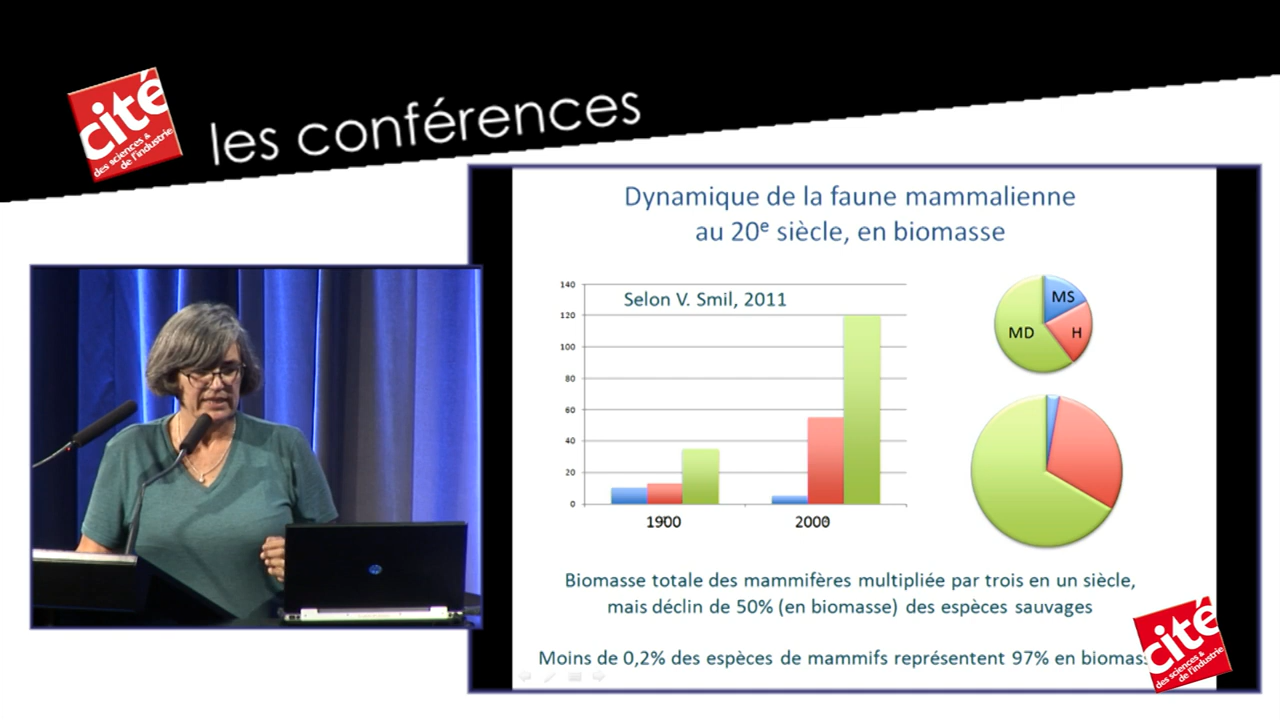 cité
des sciences &
de l'industrie
les conférences
Dynamique de la faune mammalienne
au 20e siècle, en biomasse
Selon V. Smil, 2011
140
120
100
80
60
40
20
0
1900
2000
MS
MD
H
Biomasse totale des mammifères multipliée par trois en un siècle,
mais déclin de 50% (en biomasse) des espèces sauvages
Moins de 0,2% des espèces de mammifs représentent 97% en
cité
des sciences &
de l'industrie